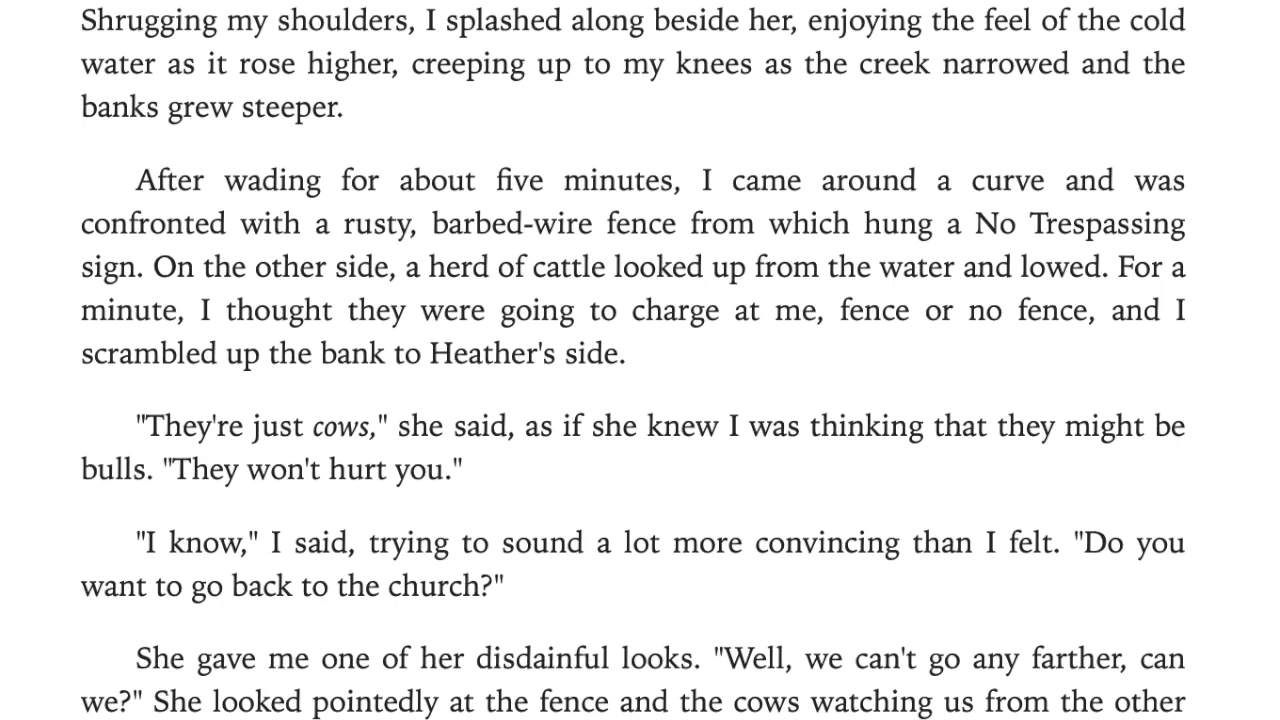 Shrugging my shoulders, I splashed along beside her, enjoying the feel of the cold
water as it rose higher, creeping up to my knees as the creek narrowed and the
banks grew steeper.
After wading for about five minutes, I came around a curve and was
confronted with a rusty, barbed-wire fence from which hung a No Trespassing
sign. On the other side, a herd of cattle looked up from the water and lowed. For a
minute, I thought they were going to charge at me, fence or no fence, and I
scrambled up the bank to Heather's side.
"They're just cows," she said, as if she knew I was thinking that they might be
bulls. "They won't hurt you."
"I know," I said, trying to sound a lot more convincing than I felt. "Do you
want to go back to the church?"
She gave me one of her disdainful looks. "Well, we can't go any farther, can
we?" She looked pointedly at the fence and the cows watching us from the other